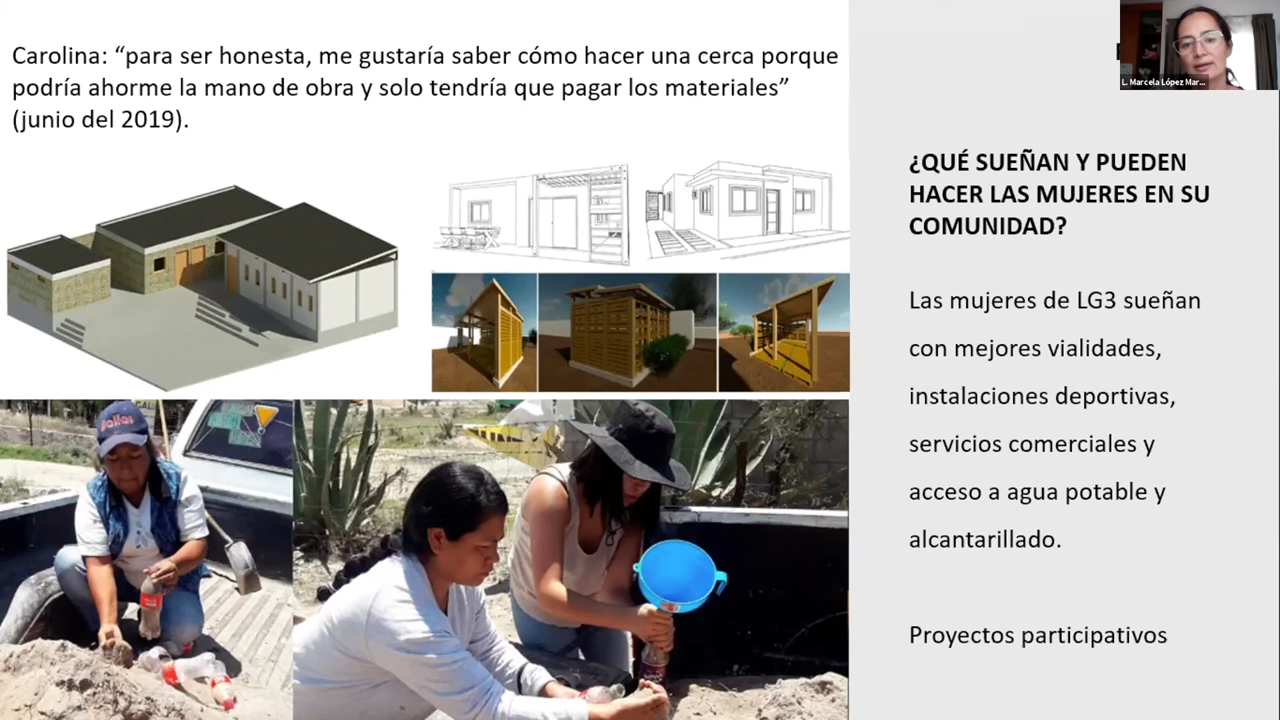 Carolina: “para ser honesta, me gustaría saber cómo hacer una cerca porque
podría ahorme la mano de obra y solo tendría que pagar los materiales”
(junio del 2019).
L. Marcela López Mar...
¿QUÉ SUEÑAN Y PUEDEN
HACER LAS MUJERES EN SU
COMUNIDAD?
Las mujeres de LG3 sueñan
con mejores vialidades,
instalaciones deportivas,
servicios comerciales y
acceso a agua potable y
alcantarillado.
Proyectos participativos